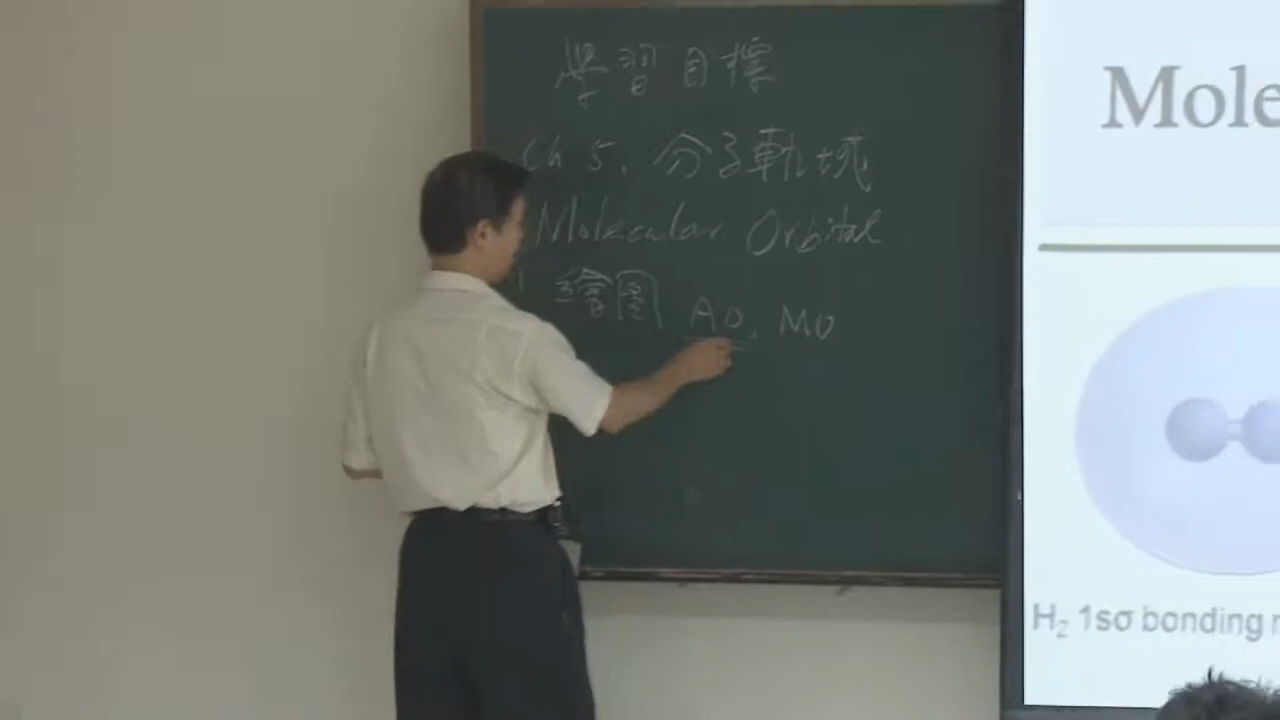 學習目標
Ch 5. 分子軌域
Molecular Orbital
1 繪圖 AO, MO
Mole
H₂ 1sσ bonding